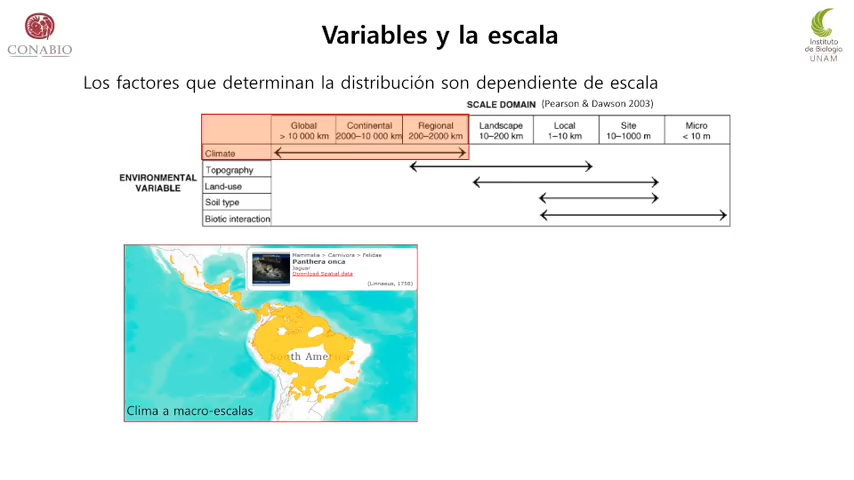 CONABIO
Variables y la escala
Instituto
de Biología
UNAM
Los factores que determinan la distribución son dependiente de escala
SCALE DOMAIN (Pearson & Dawson 2003)
Global Continental Regional Landscape Local Site Micro
> 10 000 km 2000–10 000 km 200–2000 km 10–200 km 1–10 km 10–1000 m < 10 m
Climate
ENVIRONMENTAL
VARIABLE
Topography
Land-use
Soil type
Biotic interaction
Mammalia > Carnivora > Felidae
Panthera onca
Jaguar
Download Spatial data
(Linnaeus, 1758)
South America
Clima a macro-escalas